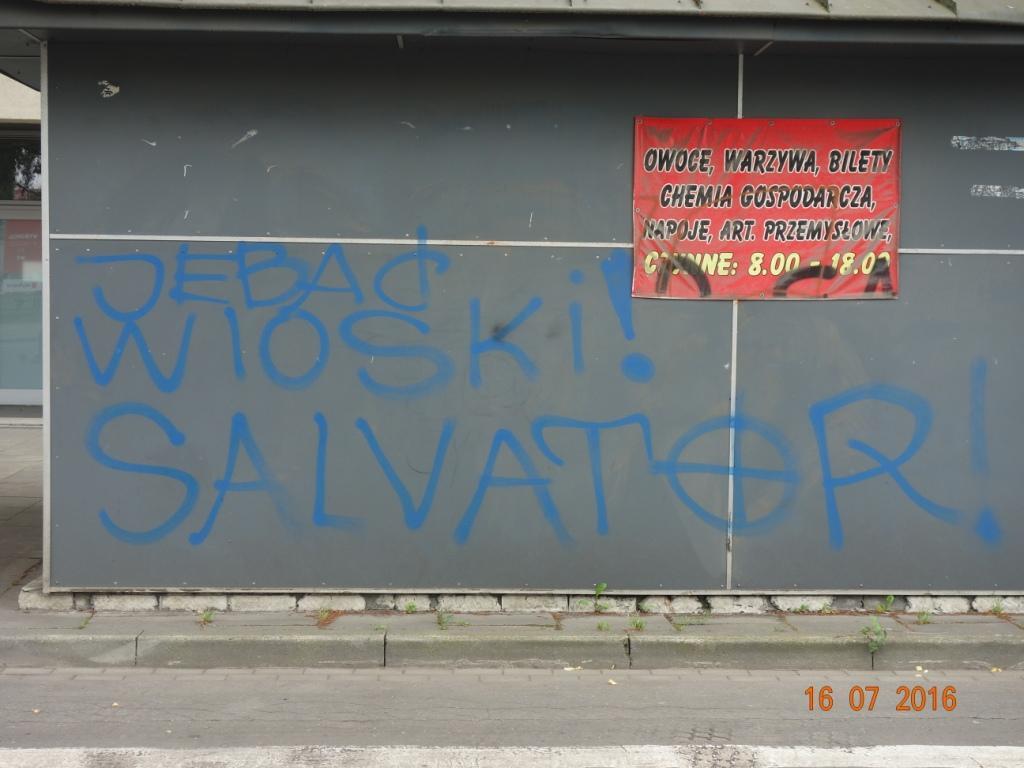 OWOCE, WARZYWA, BILETY
CHEMIA GOSPODARCZA,
NAPOJE, ART. PRZEMYSŁOWE,
CZYNNE: 8.00 - 18.00
JEBAĆ
WIOSKI!
SALVATOR!
16 07 2016